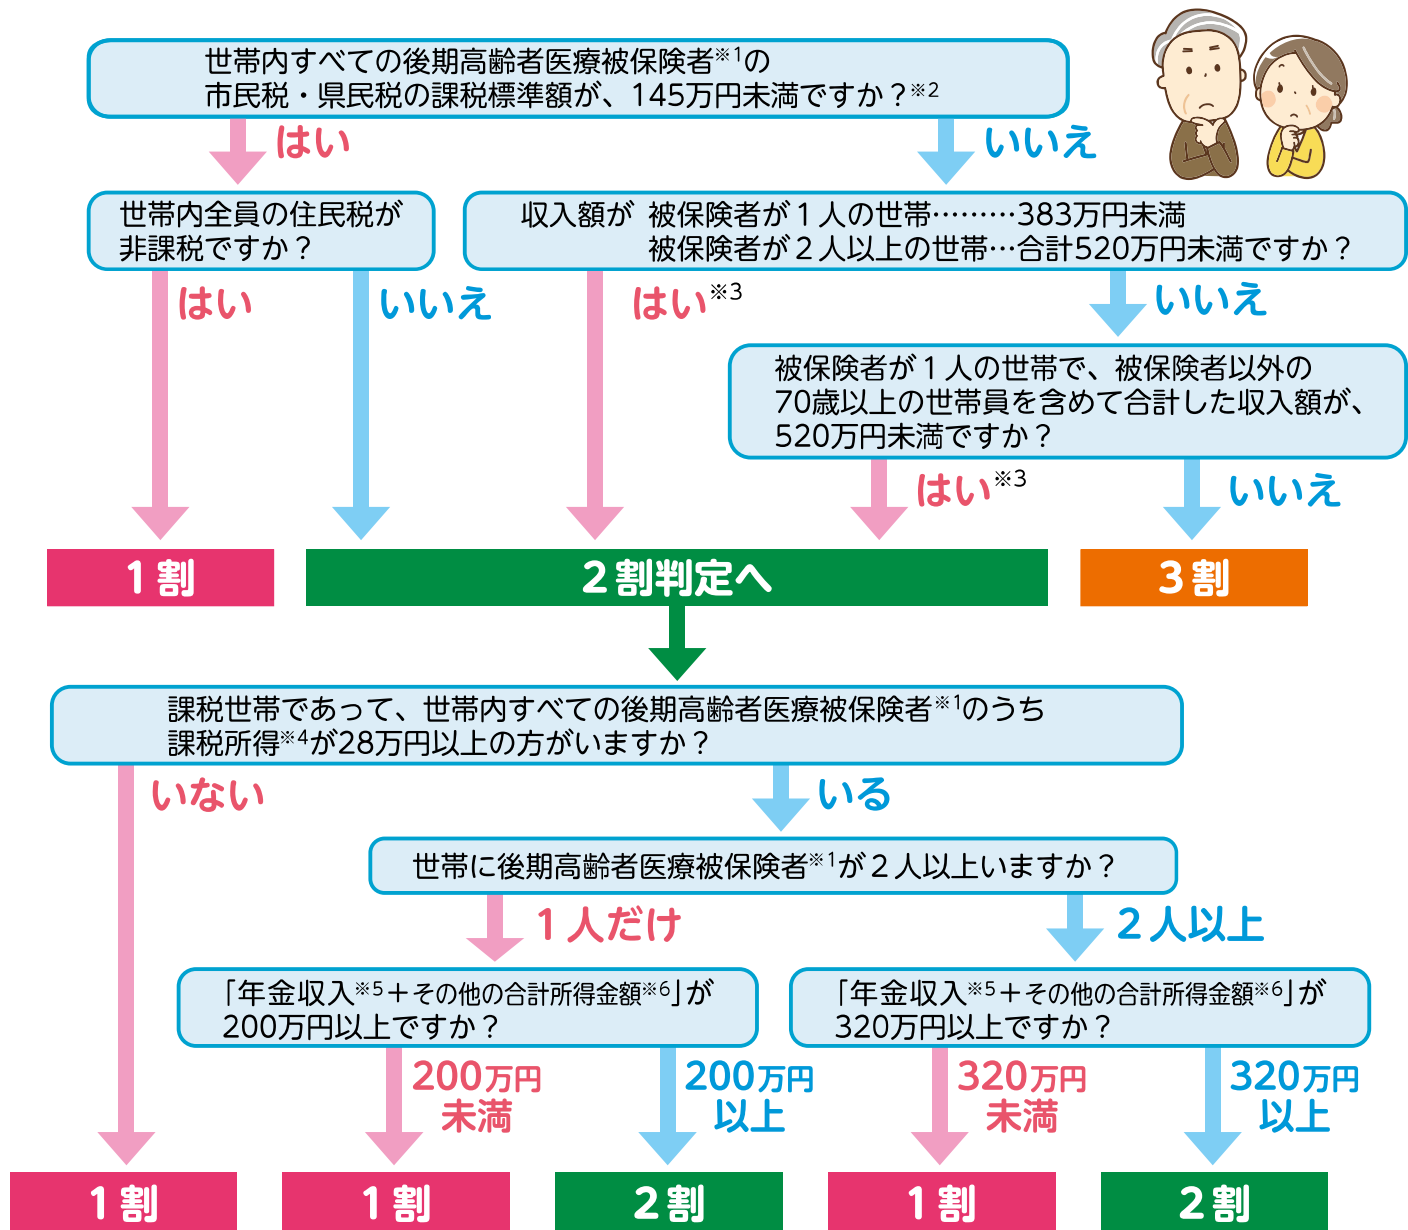 世帯内すべての後期高齢者医療被保険者※1の
市民税・県民税の課税標準額が、145万円未満ですか？※2
はい
いいえ
世帯内全員の住民税が
非課税ですか？
収入額が 被保険者が１人の世帯………383万円未満
被保険者が２人以上の世帯…合計520万円未満ですか？
はい
いいえ
はい※3
いいえ
被保険者が１人の世帯で、被保険者以外の
70歳以上の世帯員を含めて合計した収入額が、
520万円未満ですか？
はい※3
いいえ
１割
２割判定へ
３割
課税世帯であって、世帯内すべての後期高齢者医療被保険者※1のうち
課税所得※4が28万円以上の方がいますか？
いない
いる
世帯に後期高齢者医療被保険者※1が２人以上いますか？
１人だけ
２人以上
「年金収入※5＋その他の合計所得金額※6」が
200万円以上ですか？
「年金収入※5＋その他の合計所得金額※6」が
320万円以上ですか？
200万円
未満
200万円
以上
320万円
未満
320万円
以上
１割
１割
２割
１割
２割